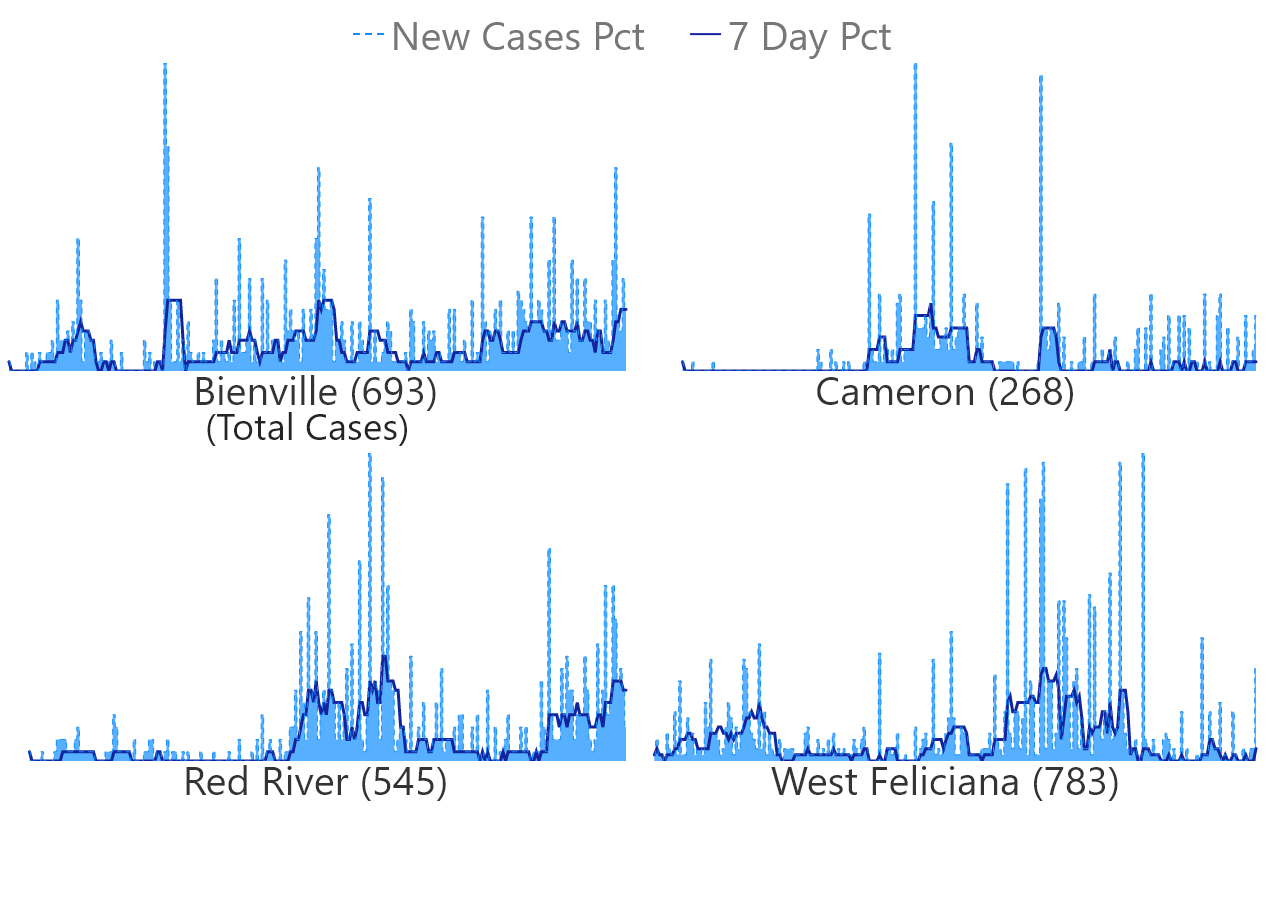 New Cases Pct 7 Day Pct
Bienville (693)
(Total Cases)
Cameron (268)
Red River (545)
West Feliciana (783)